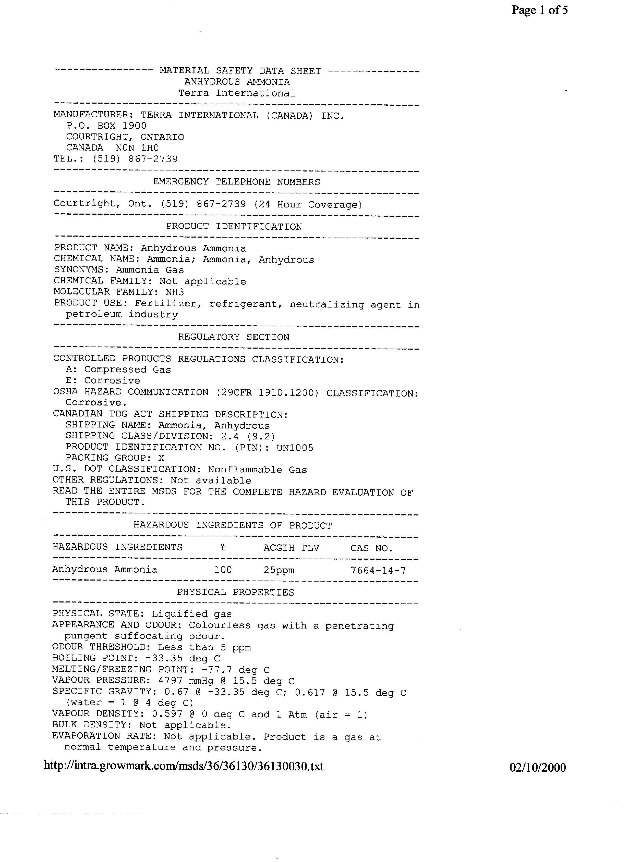 Page 1 of 5
---------------- MATERIAL SAFETY DATA SHEET ---------------
ANHYDROUS AMMONIA
Terra International
MANUFACTURER: TERRA INTERNATIONAL (CANADA) INC.
P.O. BOX 1900
COURTRIGHT, ONTARIO
CANADA N0N 1H0
TEL.: (519) 867-2739
EMERGENCY TELEPHONE NUMBERS
Courtright, Ont. (519) 867-2739 (24 Hour Coverage)
PRODUCT IDENTIFICATION
PRODUCT NAME: Anhydrous Ammonia
CHEMICAL NAME: Ammonia; Ammonia, Anhydrous
SYNONYMS: Ammonia Gas
CHEMICAL FAMILY: Not applicable
MOLECULAR FAMILY: NH3
PRODUCT USE: Fertilizer, refrigerant, neutralizing agent in
petroleum industry
REGULATORY SECTION
CONTROLLED PRODUCTS REGULATIONS CLASSIFICATION:
A: Compressed Gas
E: Corrosive
OSHA HAZARD COMMUNICATION (29CFR 1910.1200) CLASSIFICATION:
Corrosive.
CANADIAN TDG ACT SHIPPING DESCRIPTION:
SHIPPING NAME: Ammonia, Anhydrous
SHIPPING CLASS/DIVISION: 2.4 (9.2)
PRODUCT IDENTIFICATION NO. (PIN): UN1005
PACKING GROUP: X
U.S. DOT CLASSIFICATION: Nonflammable Gas
OTHER REGULATIONS: Not available
READ THE ENTIRE MSDS FOR THE COMPLETE HAZARD EVALUATION OF
THIS PRODUCT.
HAZARDOUS INGREDIENTS OF PRODUCT
HAZARDOUS INGREDIENTS % ACGIH TLV CAS NO.
Anhydrous Ammonia 100 25ppm 7664-14-7
PHYSICAL PROPERTIES
PHYSICAL STATE: Liquified gas
APPEARANCE AND ODOUR: Colourless gas with a penetrating
pungent suffocating odour.
ODOUR THRESHOLD: Less than 5 ppm
BOILING POINT: -33.35 deg C
MELTING/FREEZING POINT: -77.7 deg C
VAPOUR PRESSURE: 4797 mmHg @ 15.5 deg C
SPECIFIC GRAVITY: 0.67 @ -33.35 deg C; 0.617 @ 15.5 deg C
(water = 1 @ 4 deg C)
VAPOUR DENSITY: 0.597 @ 0 deg C and 1 Atm (air = 1)
BULK DENSITY: Not applicable.
EVAPORATION RATE: Not applicable. Product is a gas at
normal temperature and pressure.
http://intra.growmark.com/msds/36/36130/36130030.txt
02/10/2000